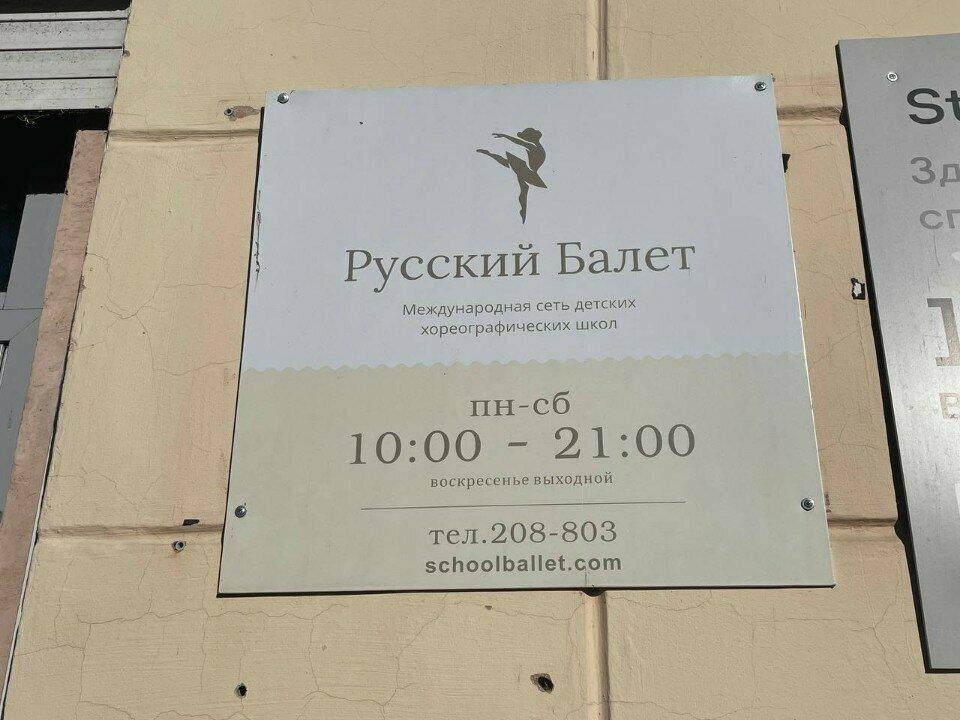 Русский Балет
Международная сеть детских
хореографических школ
пн-сб
10:00 - 21:00
воскресенье выходной
тел.208-803
schoolballet.com